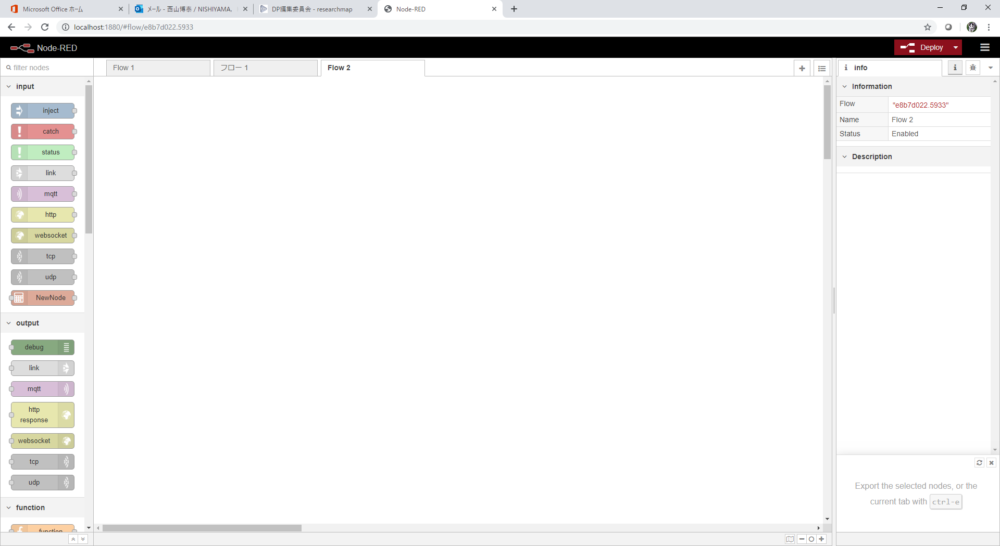 Microsoft Office ホーム
メール - 西山博泰 / NISHIYAMA,
DP編集委員会 - researchmap
Node-RED
localhost:1880/#flow/e8b7d022.5933
Node-RED
Deploy
filter nodes
Flow 1
フロー 1
Flow 2
info
input
inject
catch
status
link
mqtt
http
websocket
tcp
udp
NewNode
output
debug
link
mqtt
http
response
websocket
tcp
udp
function
function
Information
Flow "e8b7d022.5933"
Name Flow 2
Status Enabled
Description
Export the selected nodes, or the
current tab with ctrl-e